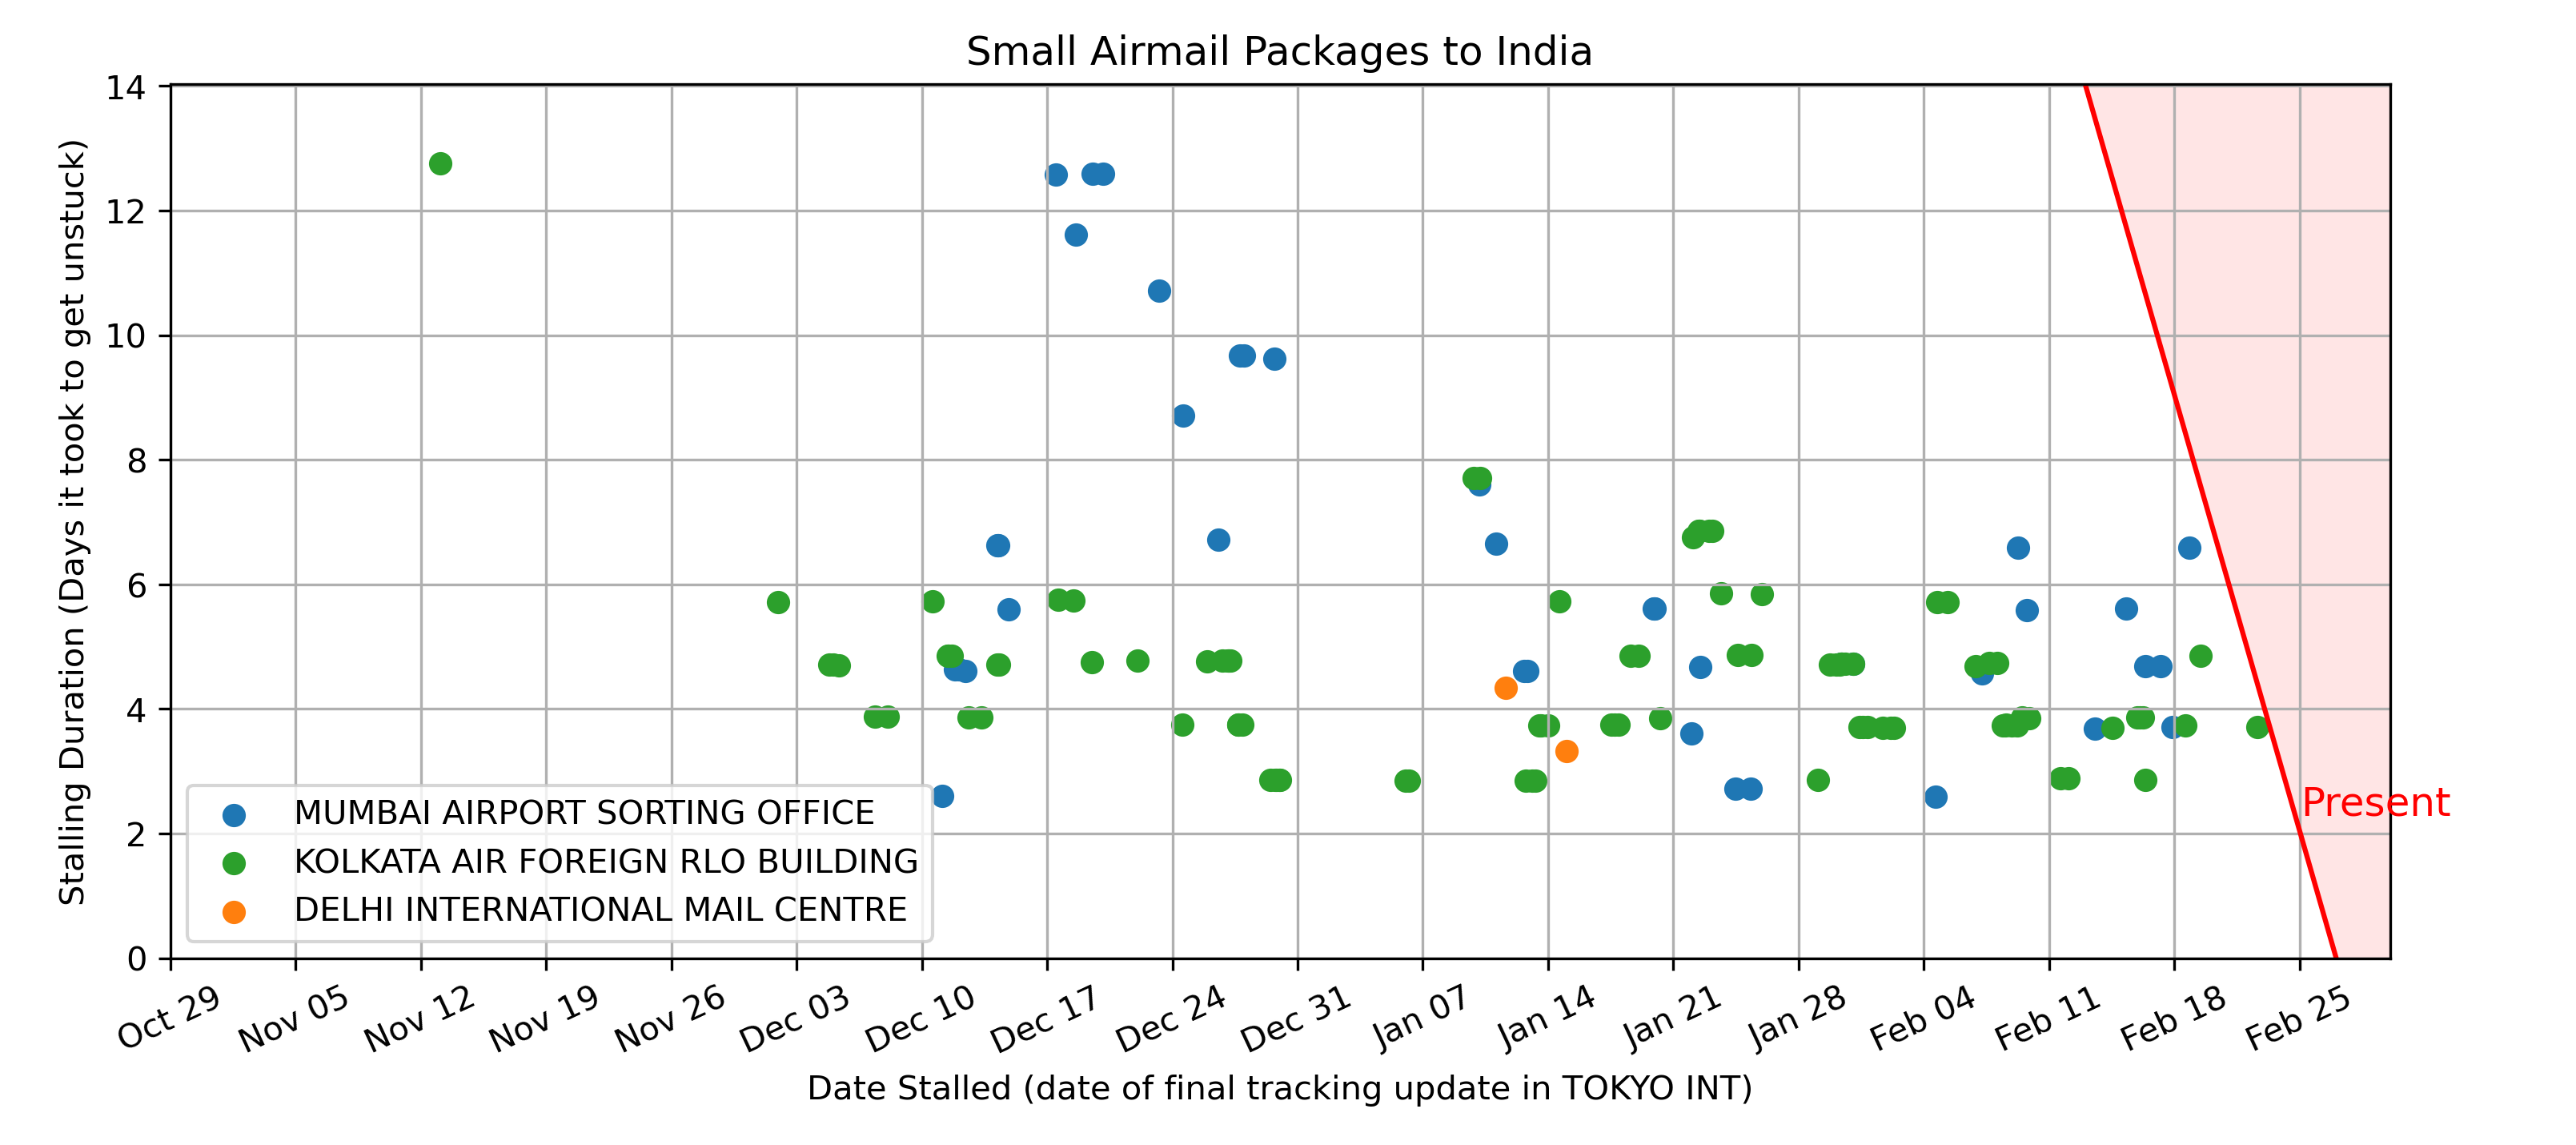 Small Airmail Packages to India
Stalling Duration (Days it took to get unstuck)
14
12
10
8
6
4
2
0
MUMBAI AIRPORT SORTING OFFICE
KOLKATA AIR FOREIGN RLO BUILDING
DELHI INTERNATIONAL MAIL CENTRE
Present
Oct 29
Nov 05
Nov 12
Nov 19
Nov 26
Dec 03
Dec 10
Dec 17
Dec 24
Dec 31
Jan 07
Jan 14
Jan 21
Jan 28
Feb 04
Feb 11
Feb 18
Feb 25
Date Stalled (date of final tracking update in TOKYO INT)